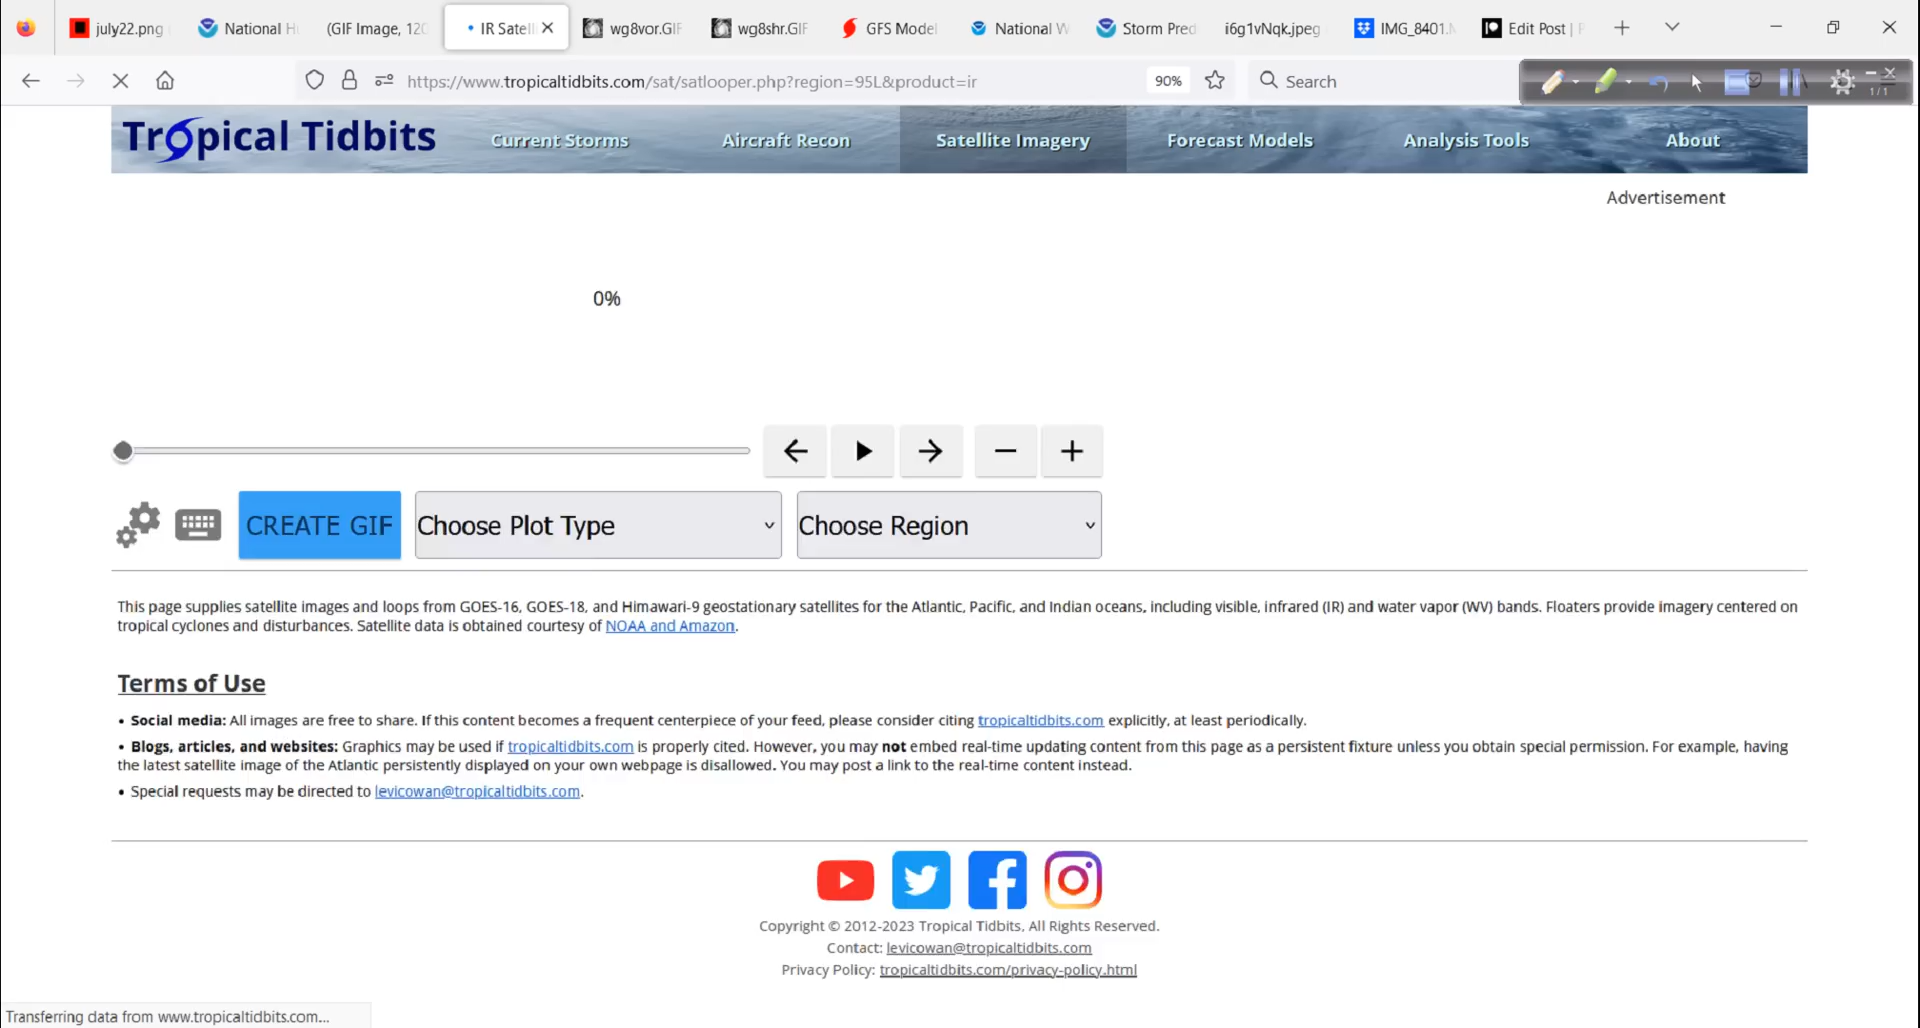 july22.png
National H
(GIF Image, 120
IR Satell
wg8vor.GIF
wg8shr.GIF
GFS Model
National W
Storm Pred
i6g1vNqk.jpeg
IMG_8401.M
Edit Post | P
https://www.tropicaltidbits.com/sat/satlooper.php?region=95L&product=ir
90%
Search
1/1
Tropical Tidbits
Current Storms
Aircraft Recon
Satellite Imagery
Forecast Models
Analysis Tools
About
Advertisement
0%
CREATE GIF
Choose Plot Type
Choose Region
This page supplies satellite images and loops from GOES-16, GOES-18, and Himawari-9 geostationary satellites for the Atlantic, Pacific, and Indian oceans, including visible, infrared (IR) and water vapor (WV) bands. Floaters provide imagery centered on
tropical cyclones and disturbances. Satellite data is obtained courtesy of NOAA and Amazon.
Terms of Use
• Social media: All images are free to share. If this content becomes a frequent centerpiece of your feed, please consider citing tropicaltidbits.com explicitly, at least periodically.
• Blogs, articles, and websites: Graphics may be used if tropicaltidbits.com is properly cited. However, you may not embed real-time updating content from this page as a persistent fixture unless you obtain special permission. For example, having
the latest satellite image of the Atlantic persistently displayed on your own webpage is disallowed. You may post a link to the real-time content instead.
• Special requests may be directed to levicowan@tropicaltidbits.com.
Copyright © 2012-2023 Tropical Tidbits, All Rights Reserved.
Contact: levicowan@tropicaltidbits.com
Privacy Policy: tropicaltidbits.com/privacy-policy.html
Transferring data from www.tropicaltidbits.com...